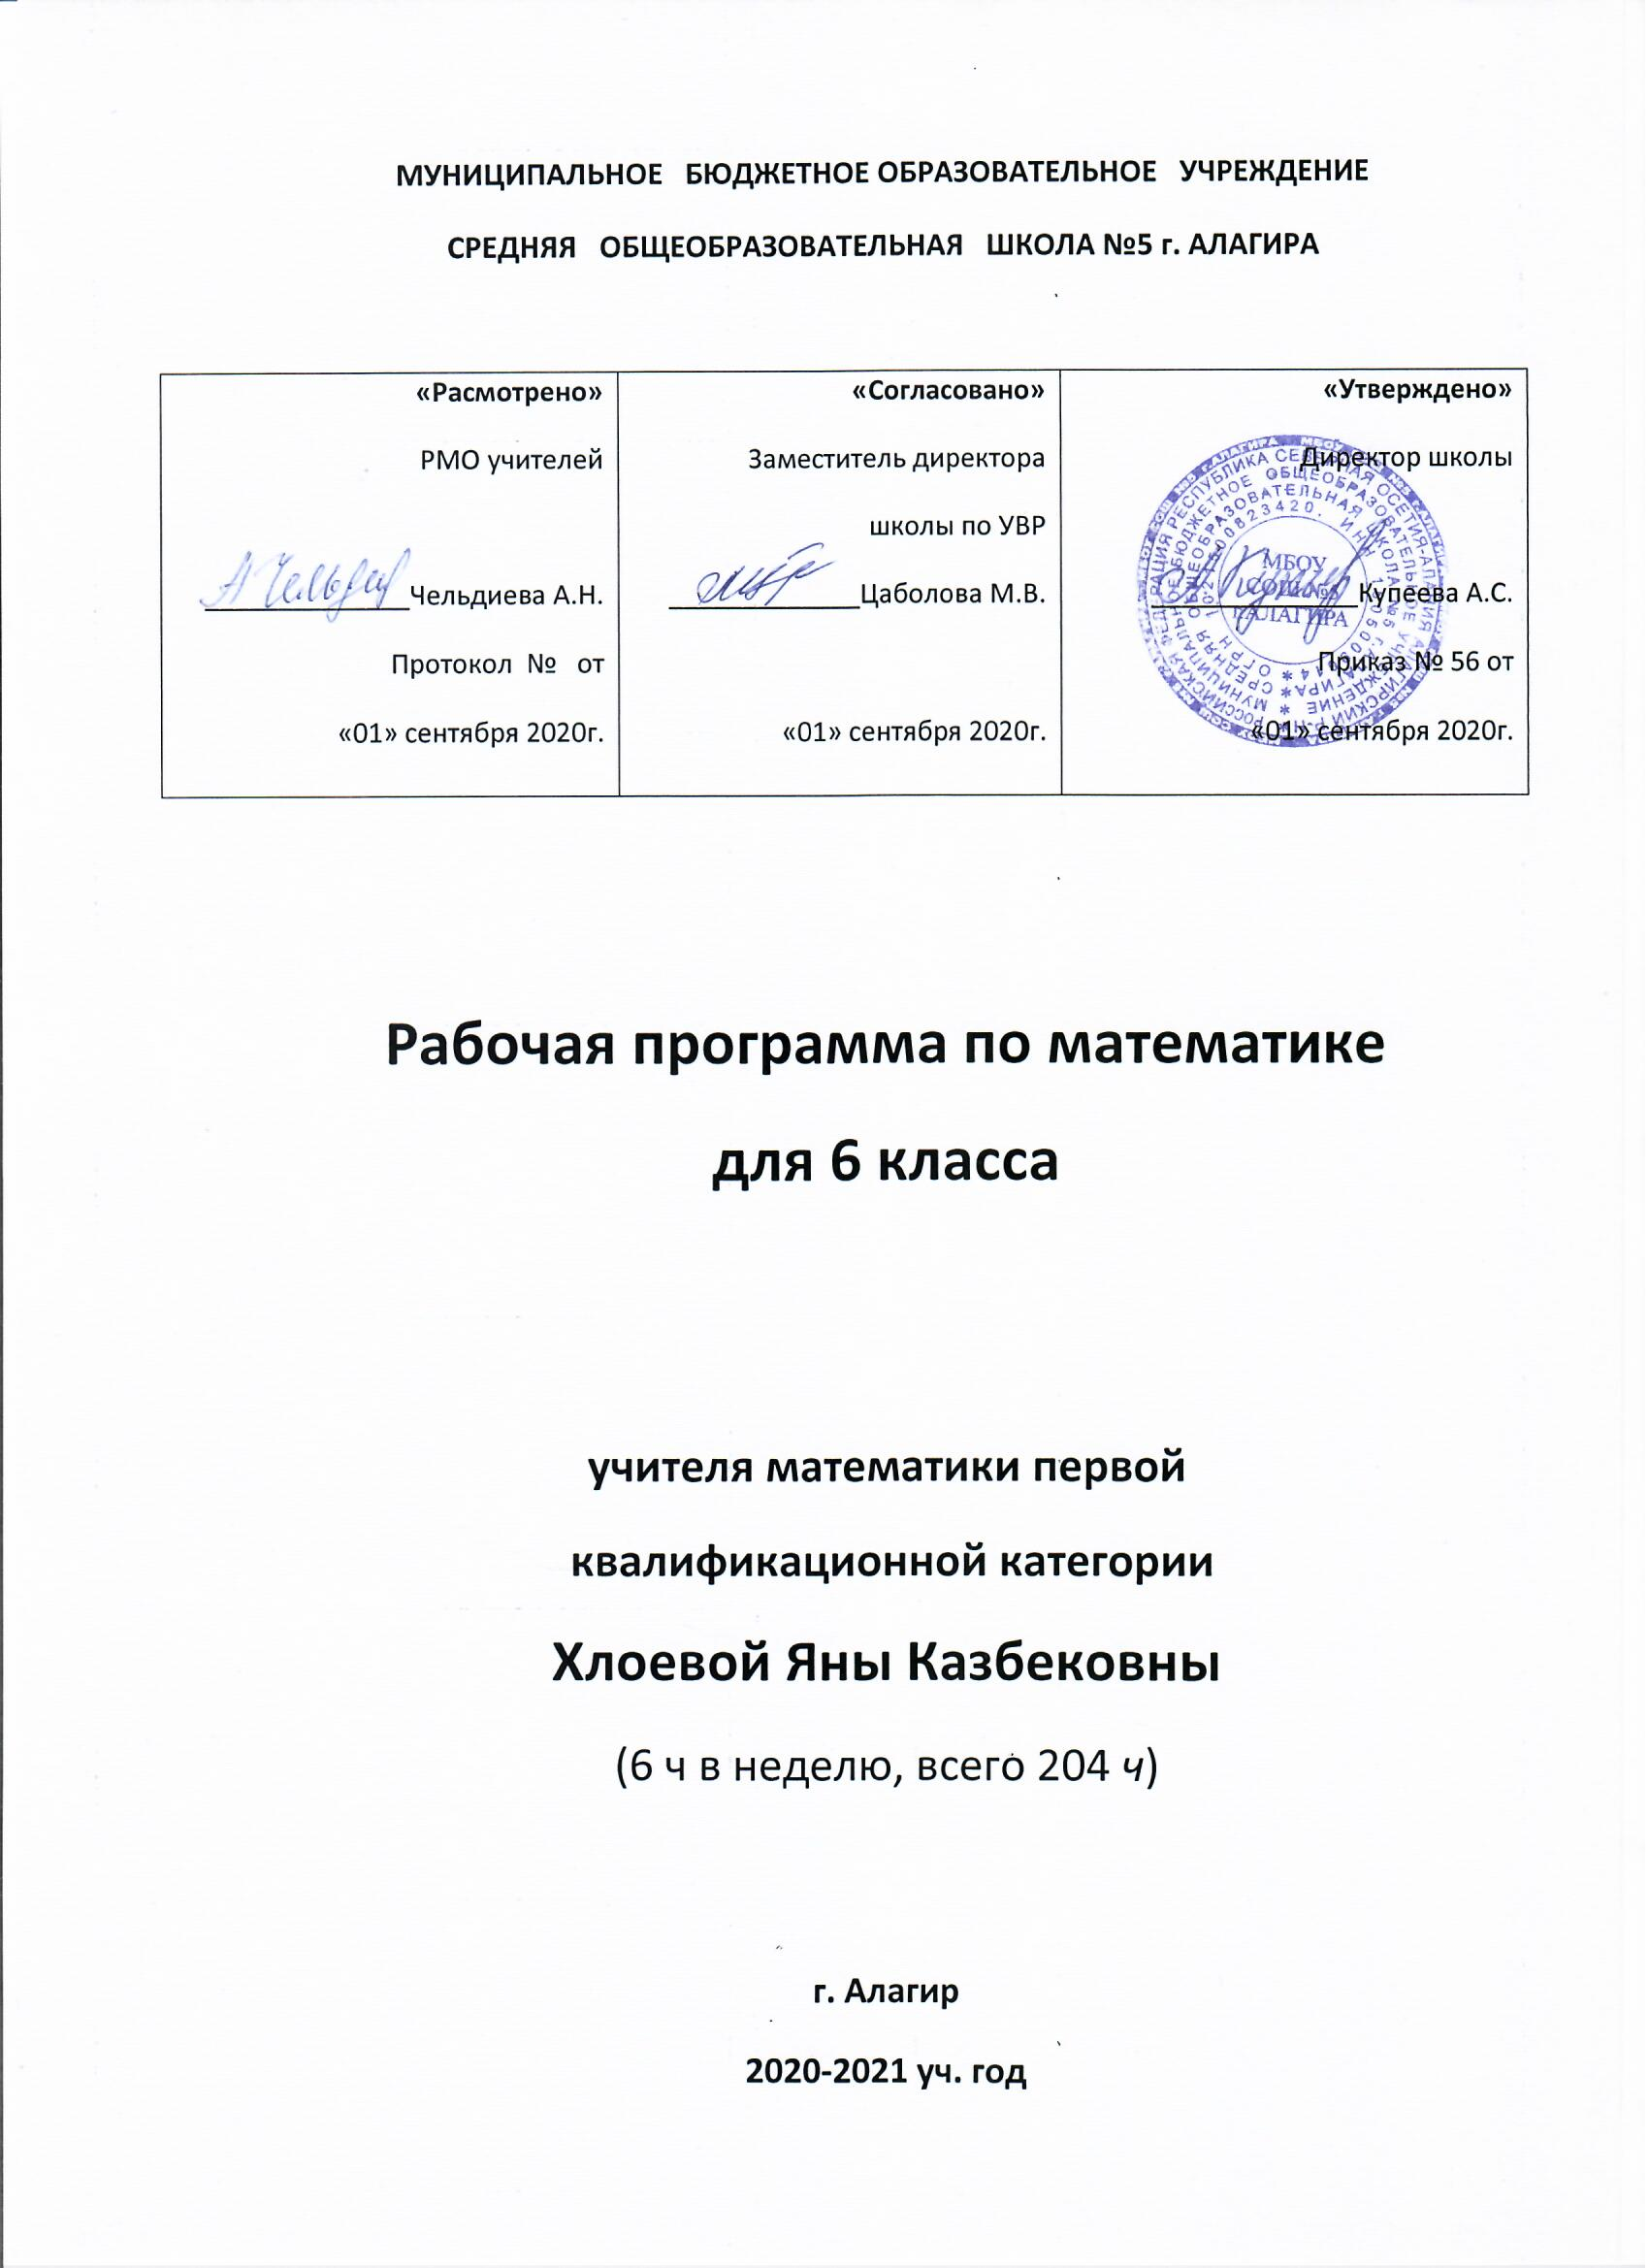 МУНИЦИПАЛЬНОЕ БЮДЖЕТНОЕ ОБРАЗОВАТЕЛЬНОЕ УЧРЕЖДЕНИЕ
СРЕДНЯЯ ОБЩЕОБРАЗОВАТЕЛЬНАЯ ШКОЛА №5 г. АЛАГИРА
«Расмотрено»
РМО учителей
А Чельдиев
Чельдиева А.Н.
Протокол № от
«01» сентября 2020г.
«Согласовано»
Заместитель директора
школы по УВР
Цаболова М.В.
«01» сентября 2020г.
«Утверждено»
Директор школы
Купеева А.С.
Приказ № 56 от
«01» сентября 2020г.
МБОУ
СОШ №5
г.АЛАГИРА
Рабочая программа по математике
для 6 класса
учителя математики первой
квалификационной категории
Хлоевой Яны Казбековны
(6 ч в неделю, всего 204 ч)
г. Алагир
2020-2021 уч. год